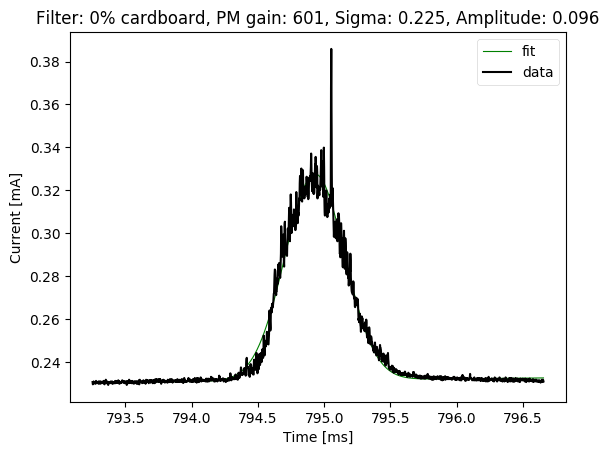 Filter: 0% cardboard, PM gain: 601, Sigma: 0.225, Amplitude: 0.096
fit
data
0.38
0.36
0.34
0.32
0.30
0.28
0.26
0.24
Current [mA]
793.5 794.0 794.5 795.0 795.5 796.0 796.5
Time [ms]